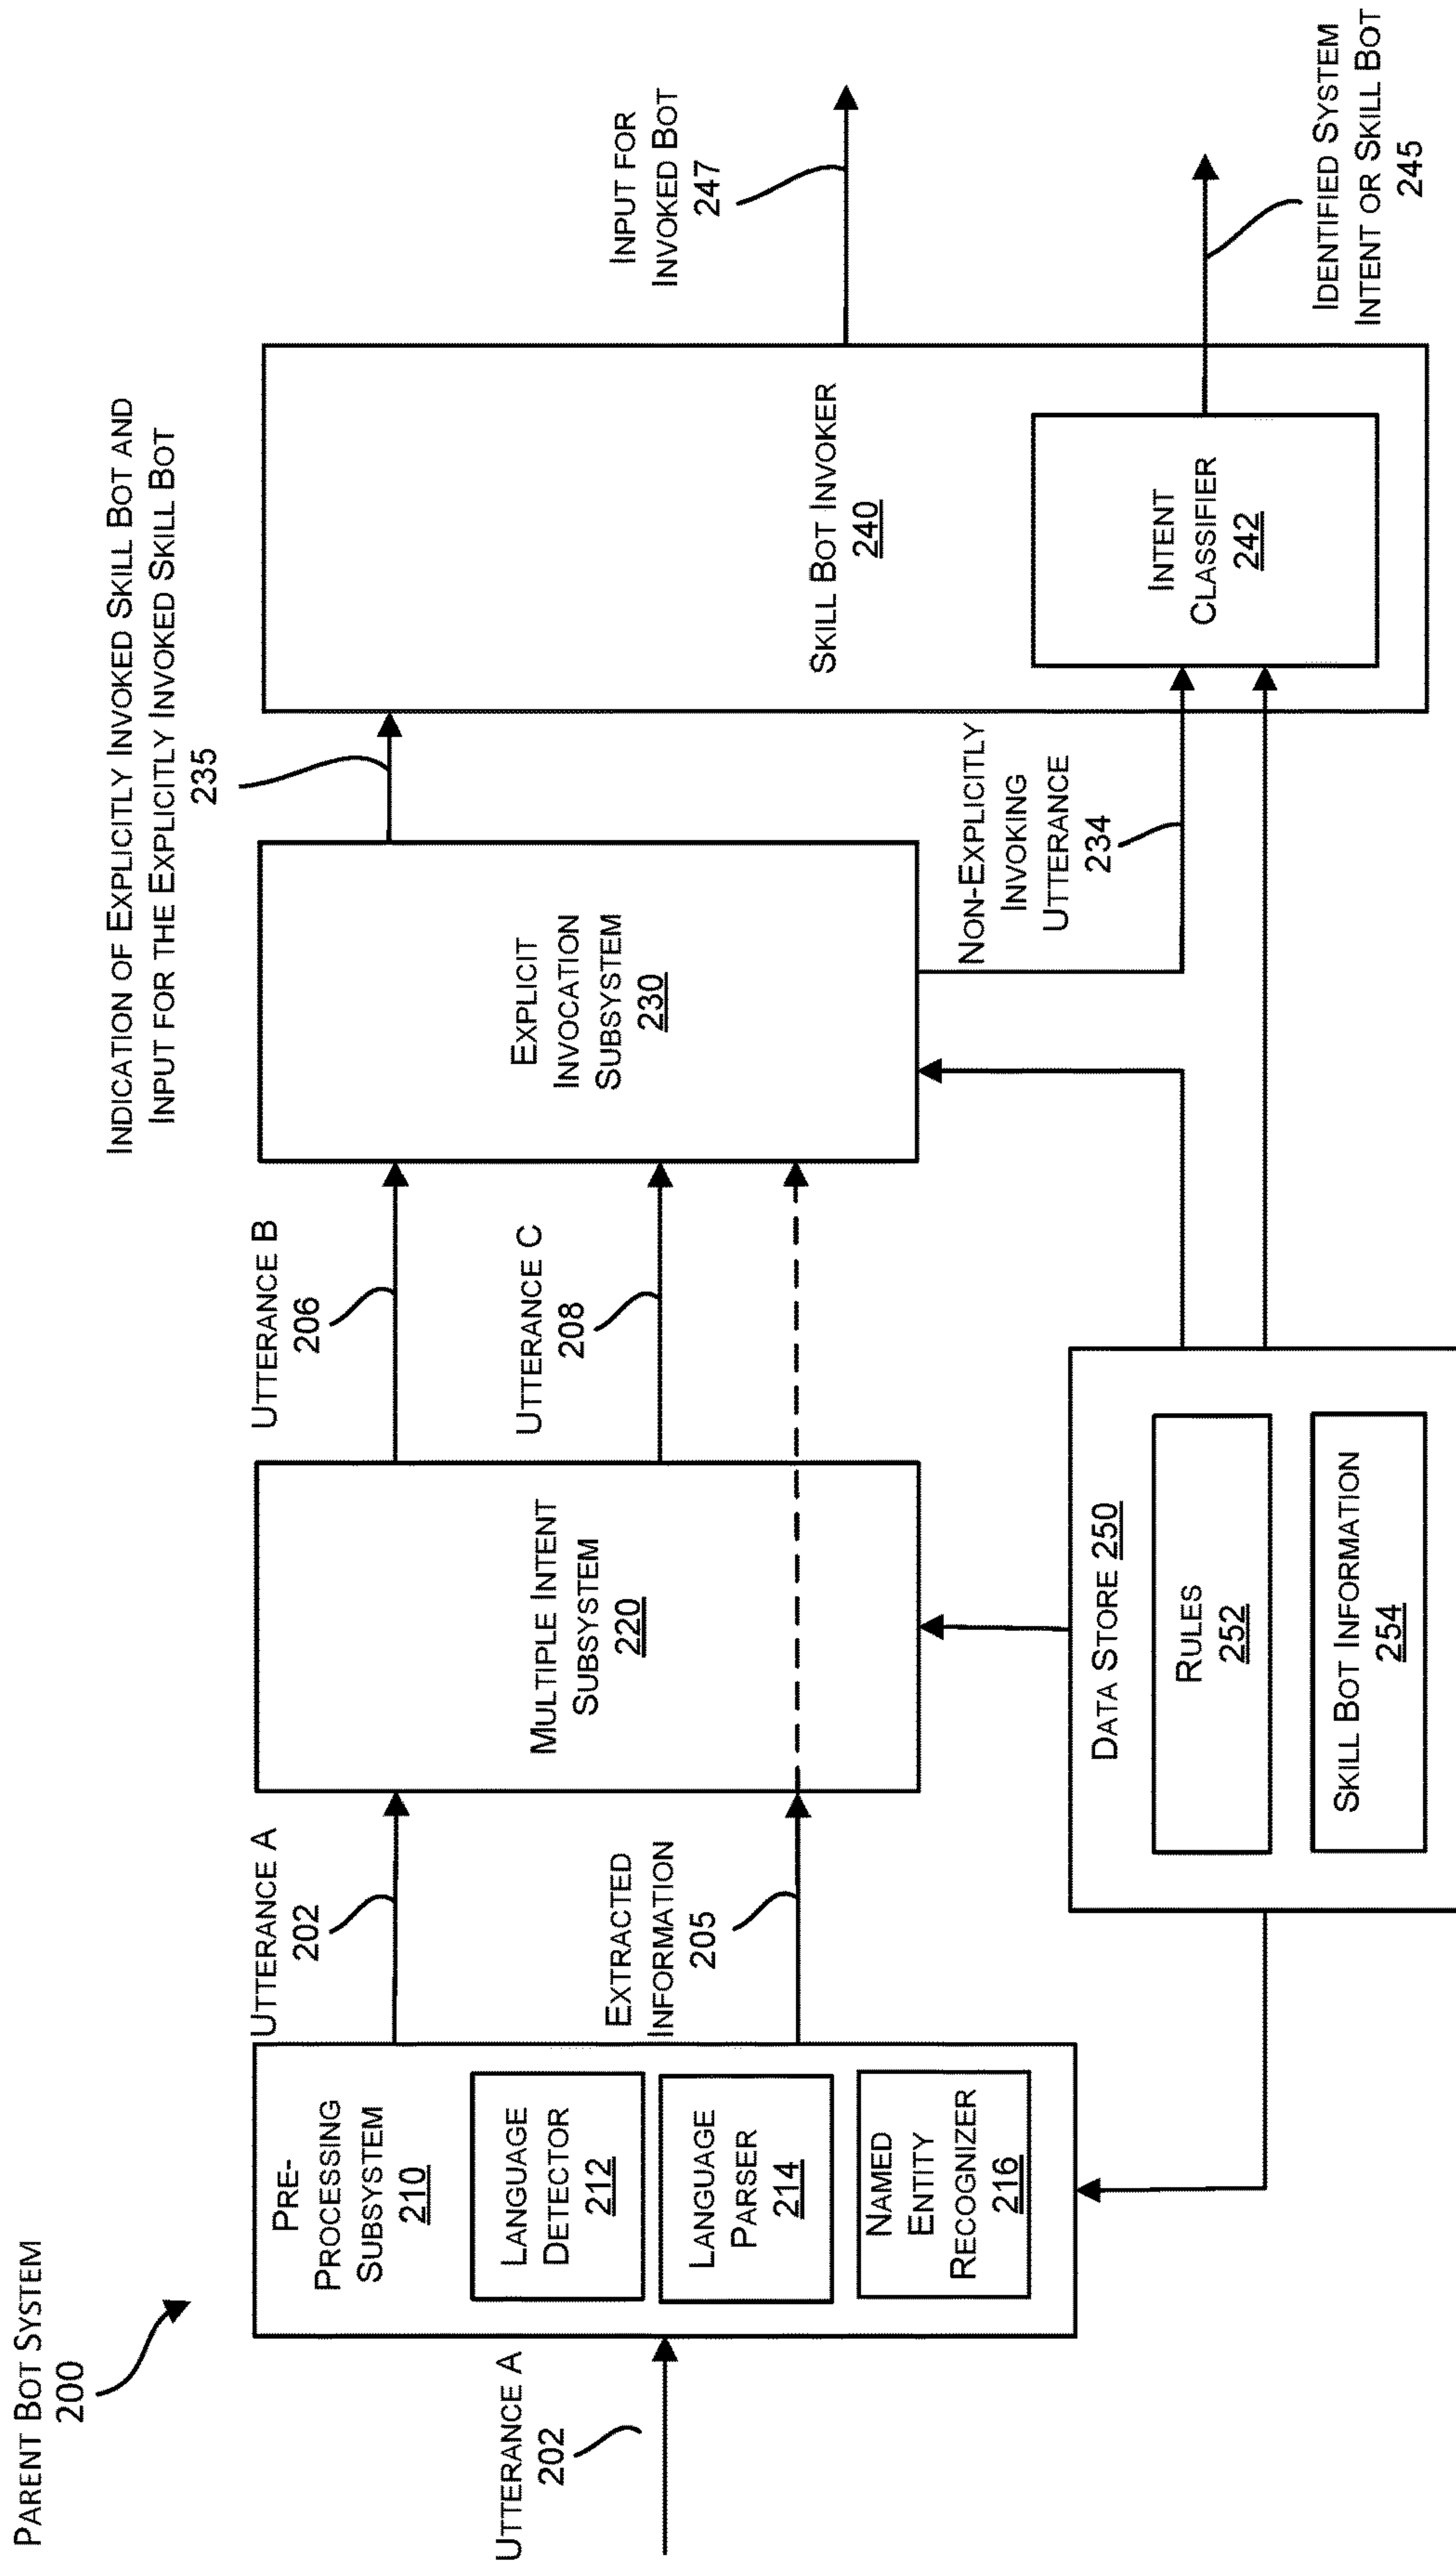 PARENT BOT SYSTEM
200
UTTERANCE A
202
PRE-
PROCESSING
SUBSYSTEM
210
LANGUAGE
DETECTOR
212
LANGUAGE
PARSER
214
NAMED
ENTITY
RECOGNIZER
216
UTTERANCE A
202
EXTRACTED
INFORMATION
205
MULTIPLE INTENT
SUBSYSTEM
220
UTTERANCE B
206
UTTERANCE C
208
DATA STORE 250
RULES
252
SKILL BOT INFORMATION
254
EXPLICIT
INVOCATION
SUBSYSTEM
230
INDICATION OF EXPLICITLY INVOKED SKILL BOT AND
INPUT FOR THE EXPLICITLY INVOKED SKILL BOT
235
NON-EXPLICITLY
INVOKING
UTTERANCE
234
SKILL BOT INVOKER
240
INTENT
CLASSIFIER
242
INPUT FOR
INVOKED BOT
247
IDENTIFIED SYSTEM
INTENT OR SKILL BOT
245